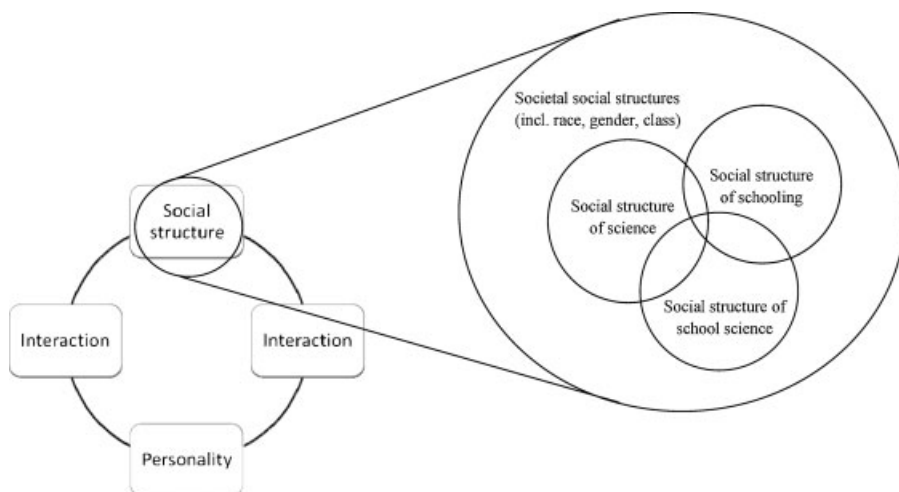 Societal social structures
(incl. race, gender, class)
Social structure
of schooling
Social structure
of science
Social structure of
school science
Social
structure
Interaction
Interaction
Personality